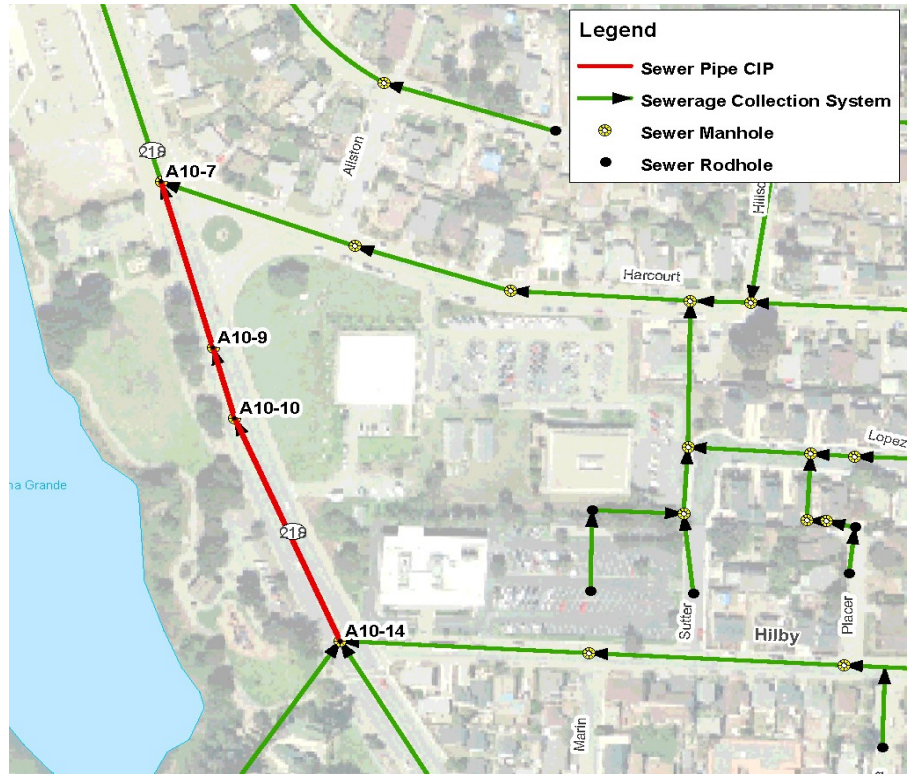 Legend
Sewer Pipe CIP
Sewerage Collection System
Sewer Manhole
Sewer Rodhole
218
A10-7
Allston
Harcourt
A10-9
A10-10
Lopez
na Grande
218
A10-14
Sutter
Hilby
Placer
Marin